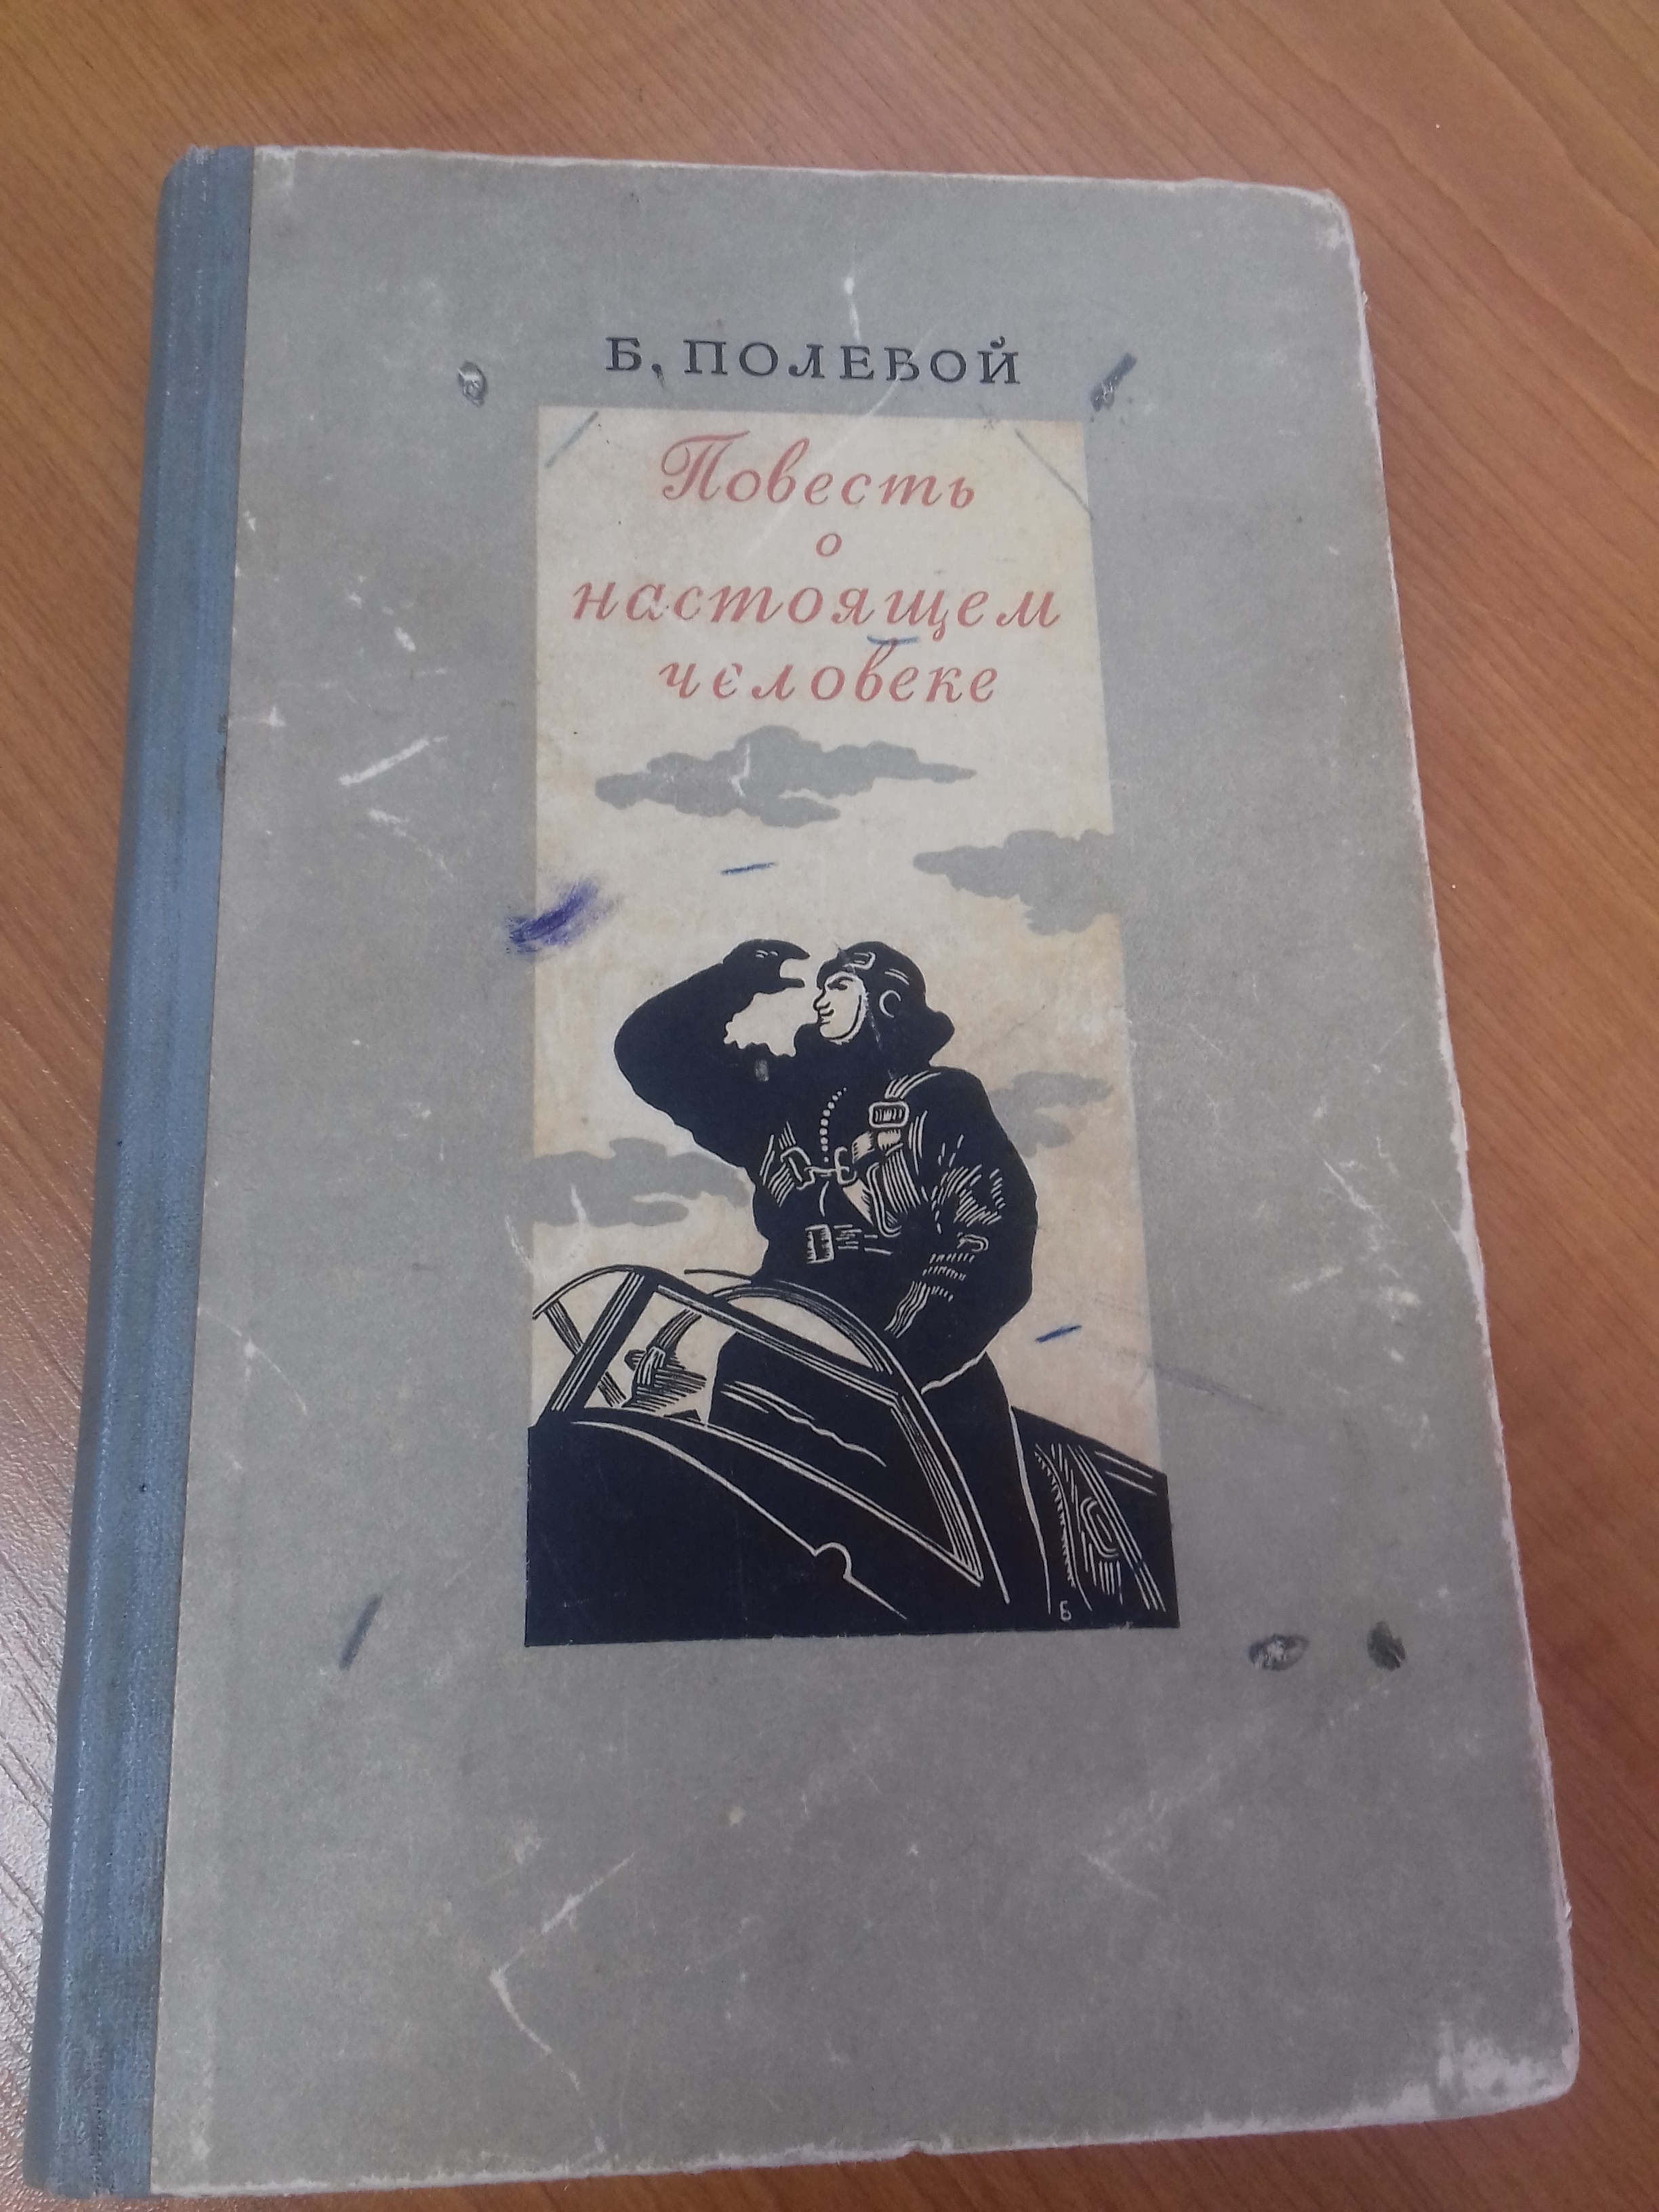 Б. ПОЛЕВОЙ
Повесть
о
настоящем
человеке
Б